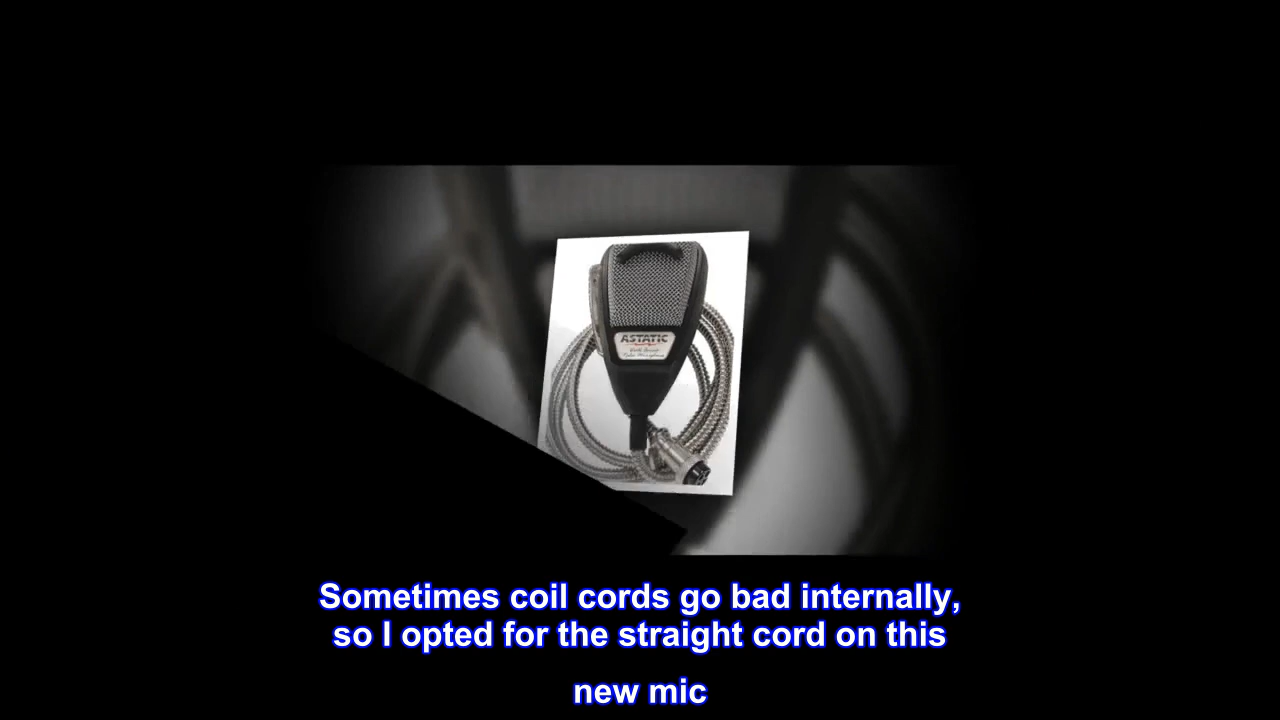 ASTATIC
Sometimes coil cords go bad internally,
so I opted for the straight cord on this
new mic